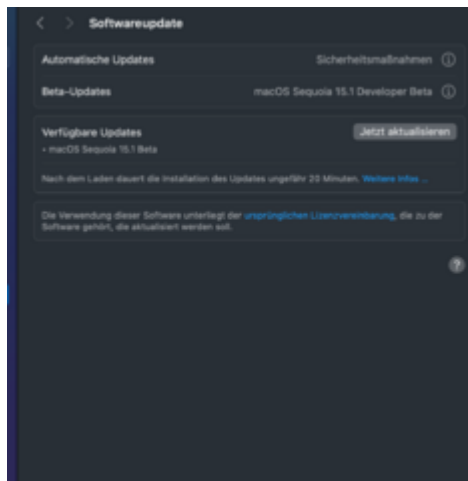 Softwareupdate
Automatische Updates Sicherheitsmaßnahmen
Beta-Updates macOS Sequoia 15.1 Developer Beta
Verfügbare Updates Jetzt aktualisieren
- macOS Sequoia 15.1 Beta
Nach dem Laden dauert die Installation des Updates ungefähr 20 Minuten. Weitere Infos ...
Die Verwendung dieser Software unterliegt der ursprünglichen Lizenzvereinbarung, die zu der
Software gehört, die aktualisiert werden soll.
?